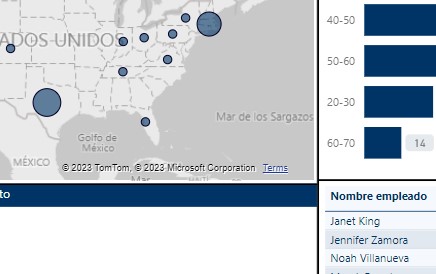 ADOS UNIDOS
Mar de los Sargazos
Golfo de
México
MÉXICO
Mar
© 2023 TomTom, © 2023 Microsoft Corporation Terms
40-50
50-60
20-30
60-70 14
to
Nombre empleado
Janet King
Jennifer Zamora
Noah Villanueva